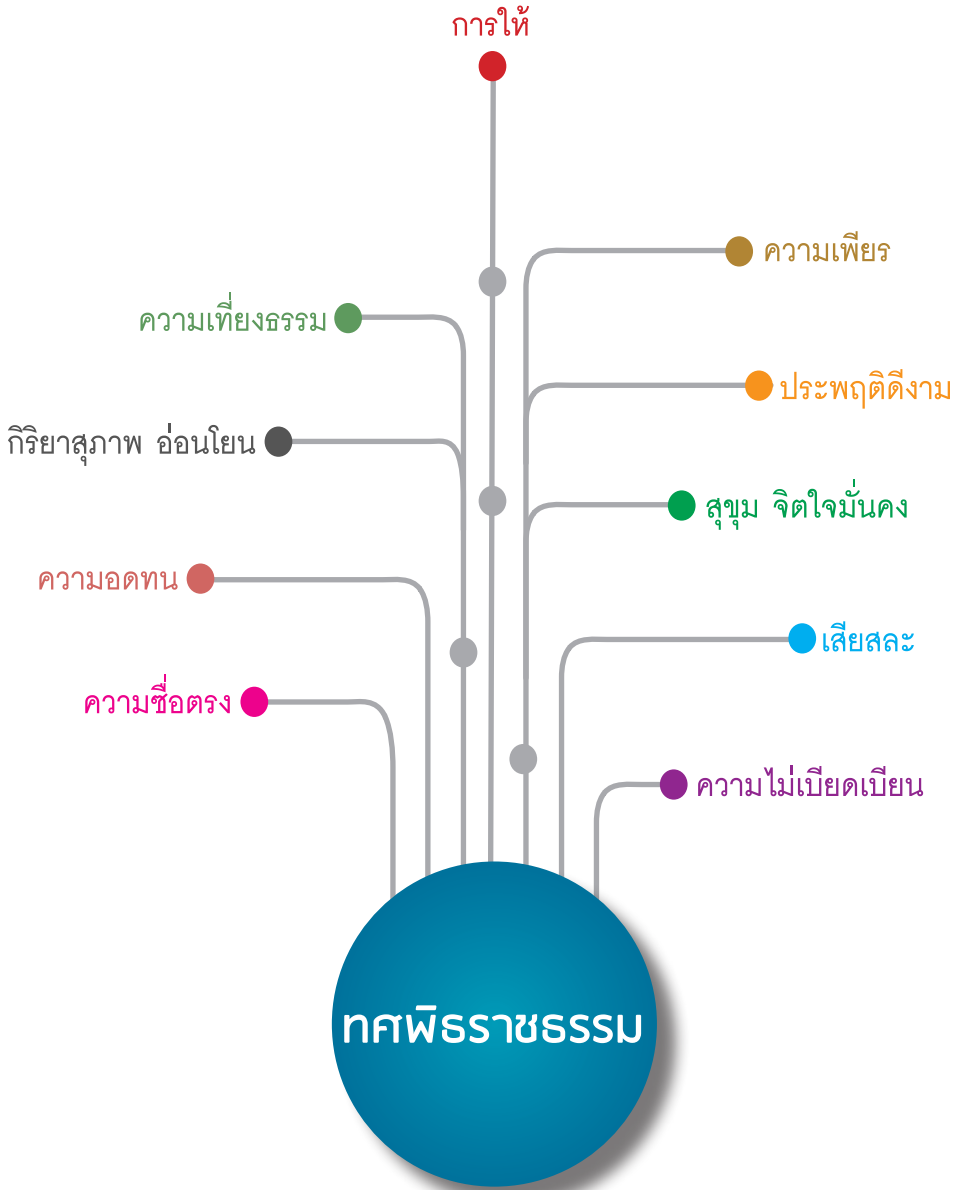 การให้
ความเพียร
ความเที่ยงธรรม
ประพฤติดีงาม
กิริยาสุภาพ อ่อนโยน
สุขุม จิตใจมั่นคง
ความอดทน
เสียสละ
ความซื่อตรง
ความไม่เบียดเบียน
ทศพิธราชธรรม